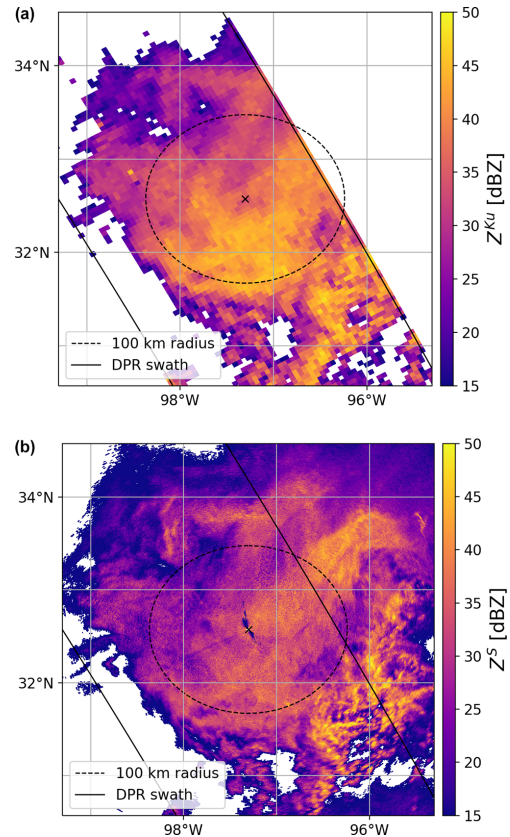 (a)
34°N
32°N
98°W
96°W
100 km radius
DPR swath
50
45
40
35
30
25
20
15
Z^{Ku} [dBZ]
(b)
34°N
32°N
98°W
96°W
100 km radius
DPR swath
50
45
40
35
30
25
20
15
Z^{S} [dBZ]